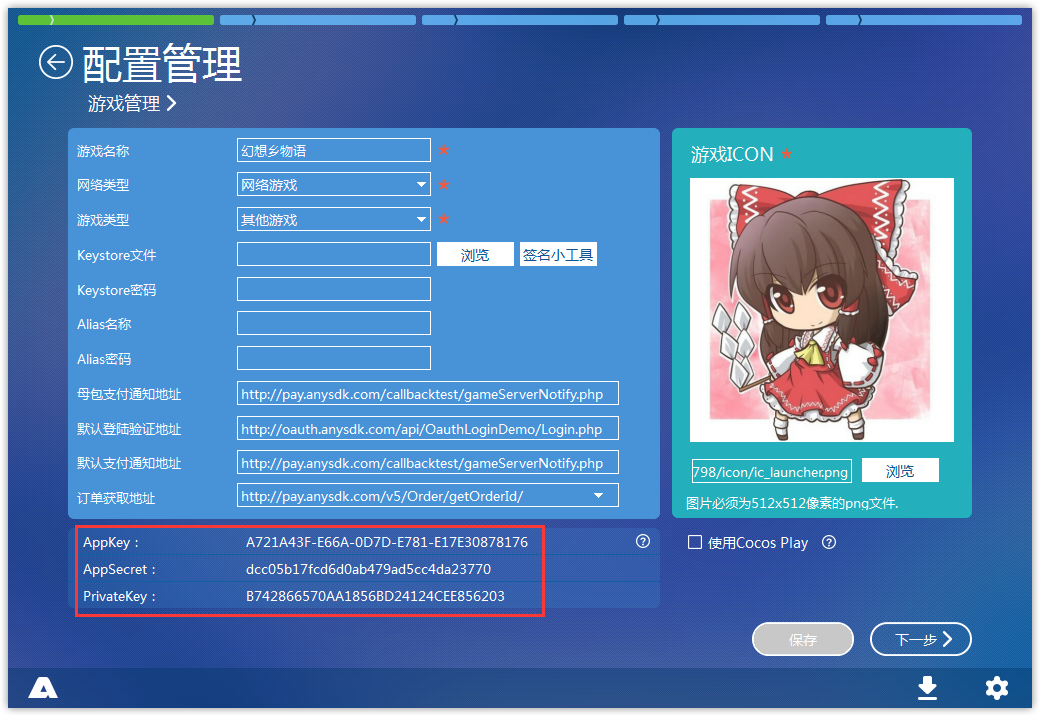 配置管理
游戏管理
游戏名称 幻想乡物语 *
网络类型 网络游戏 *
游戏类型 其他游戏 *
Keystore文件 浏览 签名小工具
Keystore密码
Alias名称
Alias密码
母包支付通知地址 http://pay.anysdk.com/callbacktest/gameServerNotify.php
默认登陆验证地址 http://oauth.anysdk.com/api/OauthLoginDemo/Login.php
默认支付通知地址 http://pay.anysdk.com/callbacktest/gameServerNotify.php
订单获取地址 http://pay.anysdk.com/v5/Order/getOrderId/
游戏ICON *
798/icon/ic_launcher.png 浏览
图片必须为512x512像素的png文件.
AppKey : A721A43F-E66A-0D7D-E781-E17E30878176 ?
AppSecret : dcc05b17fcd6d0ab479ad5cc4da23770
PrivateKey : B742866570AA1856BD24124CEE856203
使用Cocos Play ?
保存 下一步